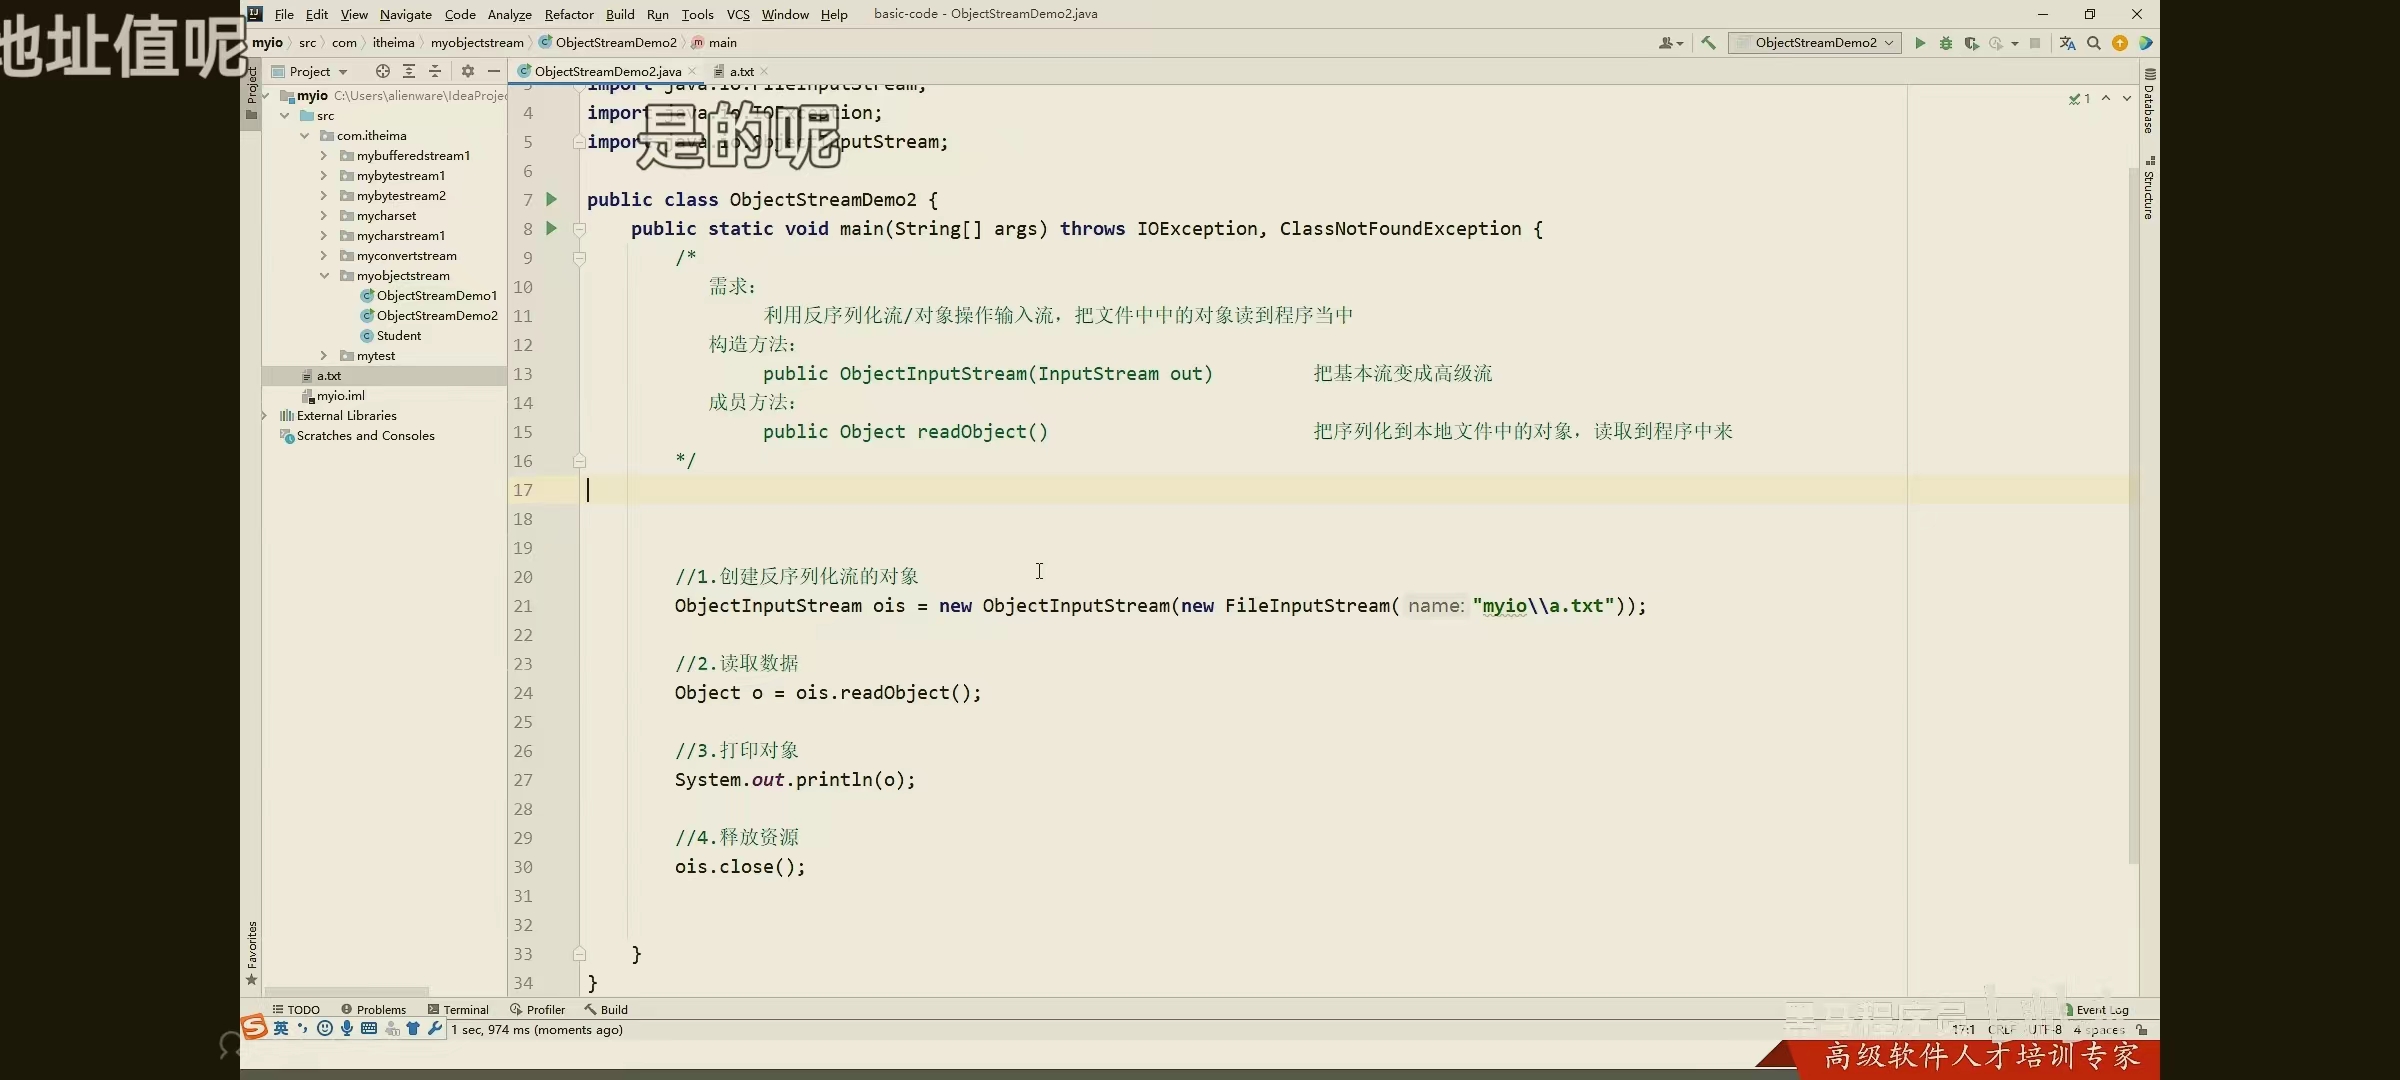 File Edit View Navigate Code Analyze Refactor Build Run Tools VCS Window Help basic-code - ObjectStreamDemo2.java
地址值呢
myio src com itheima myobjectstream ObjectStreamDemo2 main
ObjectStreamDemo2
Project
ObjectStreamDemo2.java a.txt
Project
myio C:\Users\alienware\IdeaProjec
src
com.itheima
mybufferedstream1
mybytestream1
mybytestream2
mycharset
mycharstream1
myconvertstream
myobjectstream
ObjectStreamDemo1
ObjectStreamDemo2
Student
mytest
a.txt
myio.iml
External Libraries
Scratches and Consoles
Favorites
是的呢
3 import java.io.FileInputStream;
4 import java.io.IOException;
5 import java.io.ObjectInputStream;
6
7 public class ObjectStreamDemo2 {
8 public static void main(String[] args) throws IOException, ClassNotFoundException {
9 /*
10 需求：
11 利用反序列化流/对象操作输入流，把文件中中的对象读到程序当中
12 构造方法：
13 public ObjectInputStream(InputStream out) 把基本流变成高级流
14 成员方法：
15 public Object readObject() 把序列化到本地文件中的对象，读取到程序中来
16 */
17
18
19
20 //1.创建反序列化流的对象
21 ObjectInputStream ois = new ObjectInputStream(new FileInputStream( name: "myio\\a.txt"));
22
23 //2.读取数据
24 Object o = ois.readObject();
25
26 //3.打印对象
27 System.out.println(o);
28
29 //4.释放资源
30 ois.close();
31
32
33 }
34 }
1
Database
Structure
TODO Problems Terminal Profiler Build Event Log
英 1 sec, 974 ms (moments ago) 17:1 CRLF UTF-8 4 spaces
黑马程序员
高级软件人才培训专家